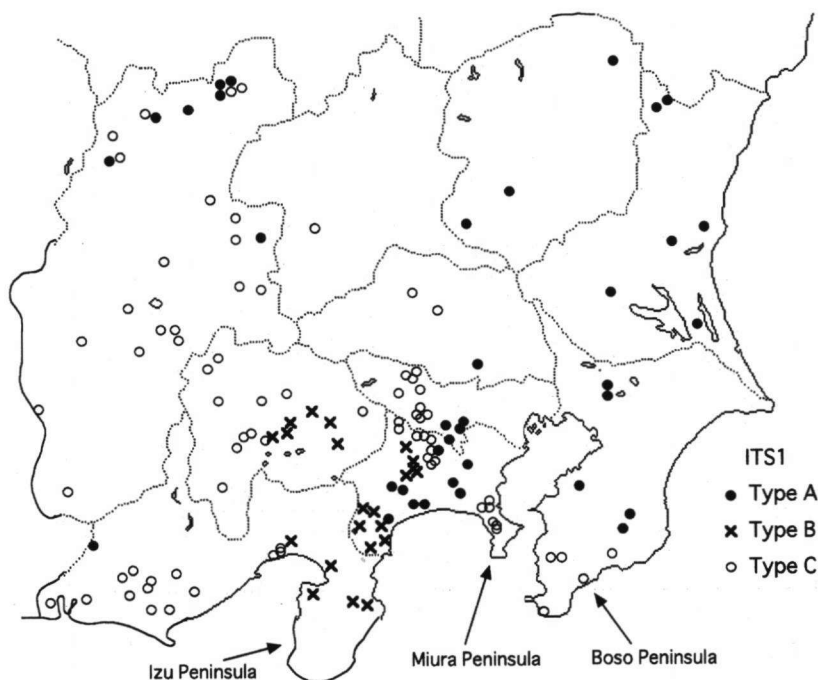 ITS1
Type A
Type B
Type C
Izu Peninsula
Miura Peninsula
Boso Peninsula